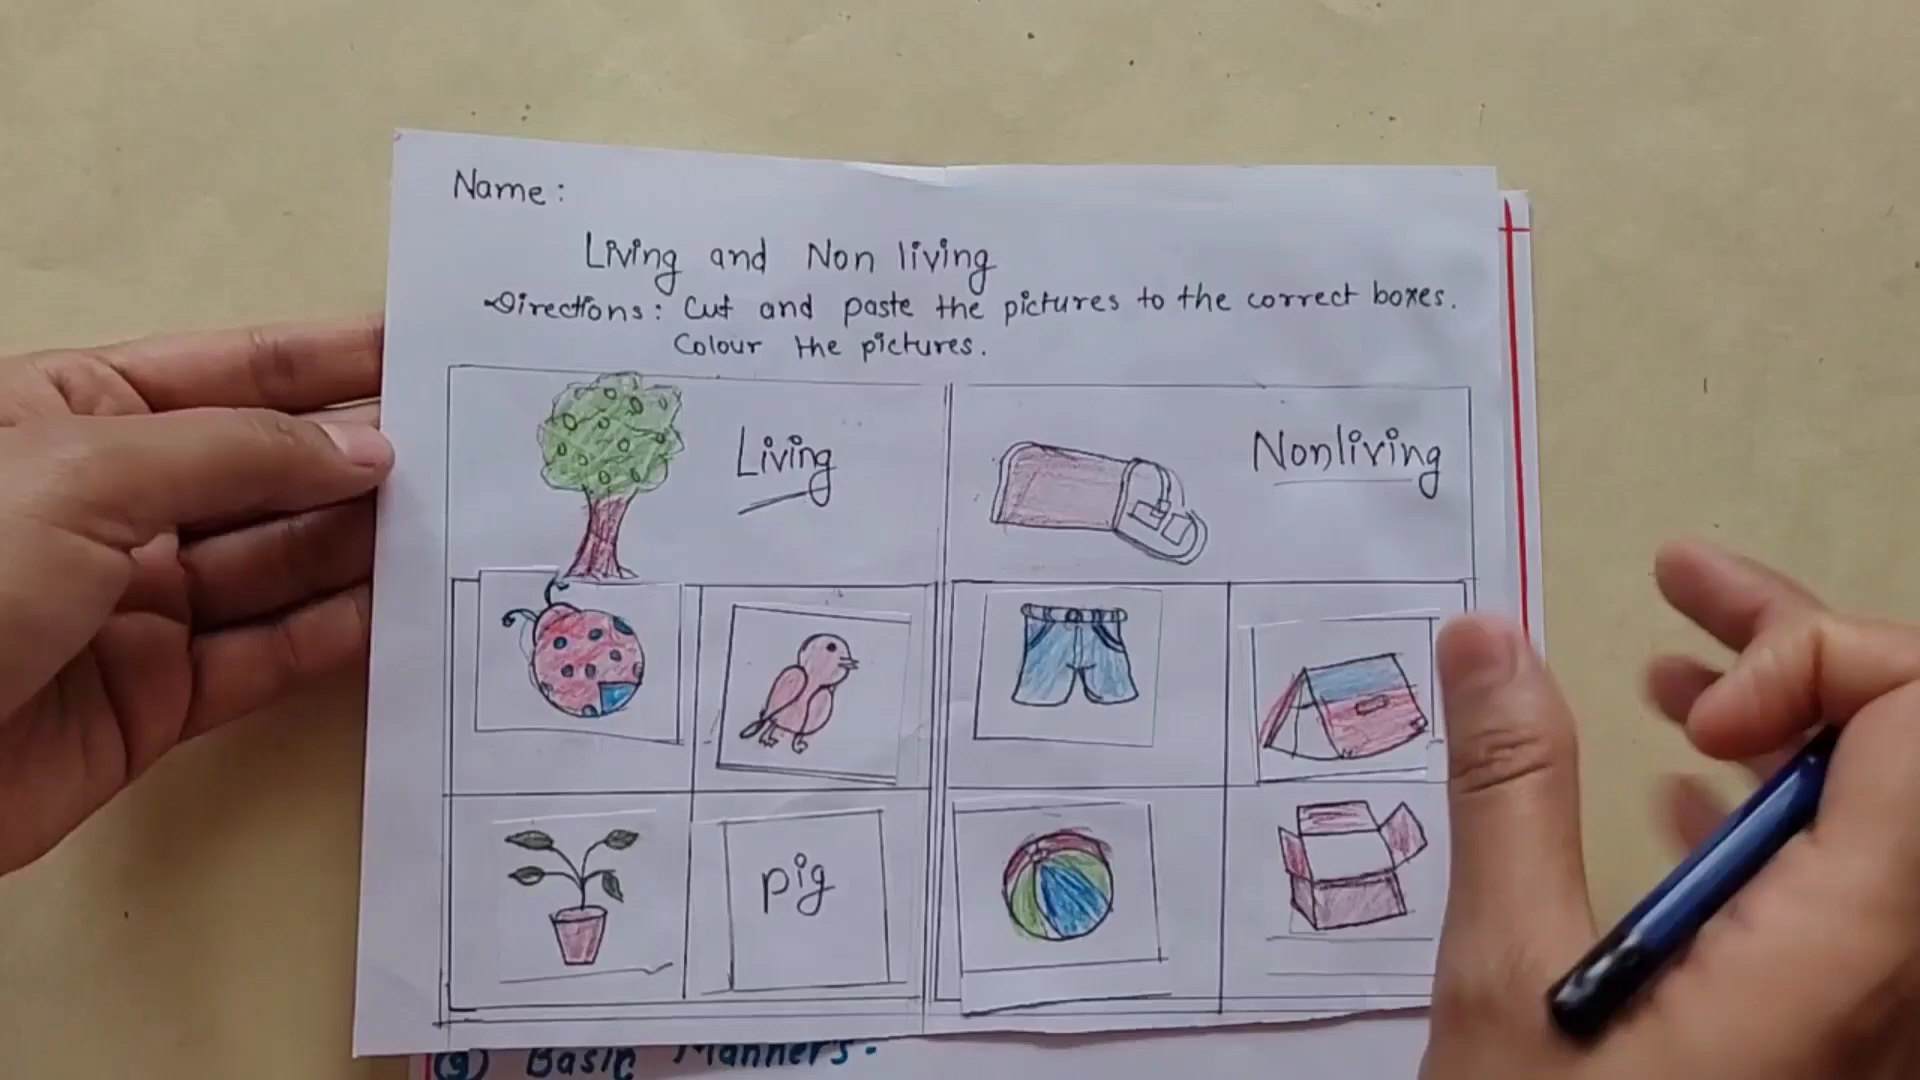 Name:
Living and Non living
Directions: Cut and paste the pictures to the correct boxes.
Colour the pictures.
Living
Nonliving
pig
(9) Basic Manners.